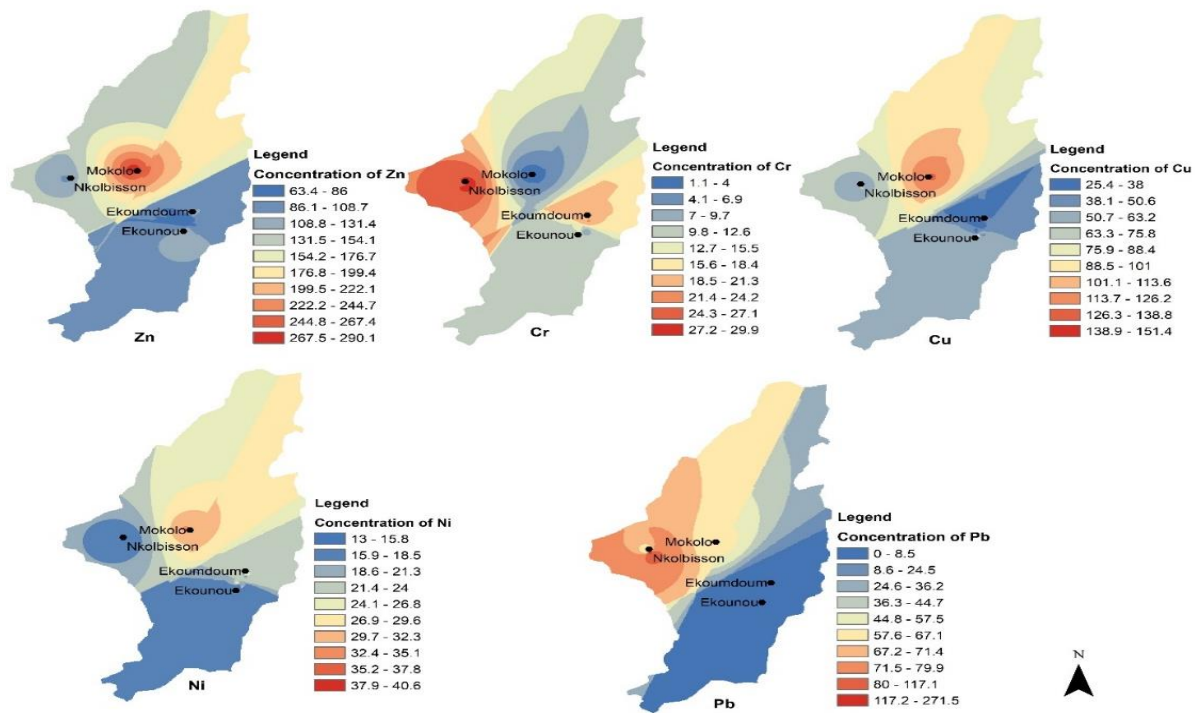 Mokolo
Nkolbisson
Ekoumdoum
Ekounou
Zn
Legend
Concentration of Zn
63.4 - 86
86.1 - 108.7
108.8 - 131.4
131.5 - 154.1
154.2 - 176.7
176.8 - 199.4
199.5 - 222.1
222.2 - 244.7
244.8 - 267.4
267.5 - 290.1
Mokolo
Nkolbisson
Ekoumdoum
Ekounou
Cr
Legend
Concentration of Cr
1.1 - 4
4.1 - 6.9
7 - 9.7
9.8 - 12.6
12.7 - 15.5
15.6 - 18.4
18.5 - 21.3
21.4 - 24.2
24.3 - 27.1
27.2 - 29.9
Mokolo
Nkolbisson
Ekoumdoum
Ekounou
Cu
Legend
Concentration of Cu
25.4 - 38
38.1 - 50.6
50.7 - 63.2
63.3 - 75.8
75.9 - 88.4
88.5 - 101
101.1 - 113.6
113.7 - 126.2
126.3 - 138.8
138.9 - 151.4
Mokolo
Nkolbisson
Ekoumdoum
Ekounou
Ni
Legend
Concentration of Ni
13 - 15.8
15.9 - 18.5
18.6 - 21.3
21.4 - 24
24.1 - 26.8
26.9 - 29.6
29.7 - 32.3
32.4 - 35.1
35.2 - 37.8
37.9 - 40.6
Mokolo
Nkolbisson
Ekoumdoum
Ekounou
Pb
Legend
Concentration of Pb
0 - 8.5
8.6 - 24.5
24.6 - 36.2
36.3 - 44.7
44.8 - 57.5
57.6 - 67.1
67.2 - 71.4
71.5 - 79.9
80 - 117.1
117.2 - 271.5
N